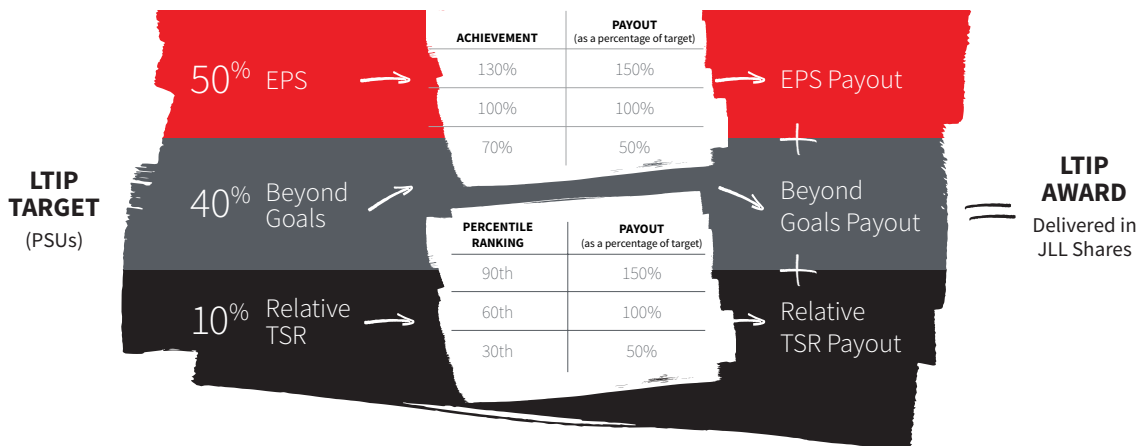 LTIP
TARGET
(PSUs)
50% EPS
ACHIEVEMENT PAYOUT
(as a percentage of target)
130% 150%
100% 100%
70% 50%
EPS Payout
+
40% Beyond
Goals
Beyond
Goals Payout
+
10% Relative
TSR
PERCENTILE
RANKING PAYOUT
(as a percentage of target)
90th 150%
60th 100%
30th 50%
Relative
TSR Payout
=
LTIP
AWARD
Delivered in
JLL Shares